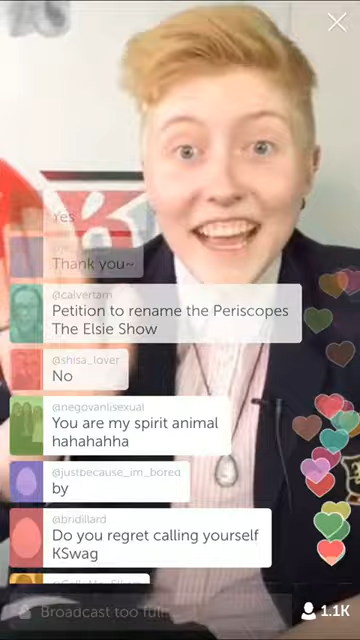 Yes
Thank you~
@calvertam
Petition to rename the Periscopes
The Elsie Show
@shisa_lover
No
@negovanlisexual
You are my spirit animal
hahahahha
@justbecause_im_bored
by
@bridillard
Do you regret calling yourself
KSwag
Broadcast too full
1.1K